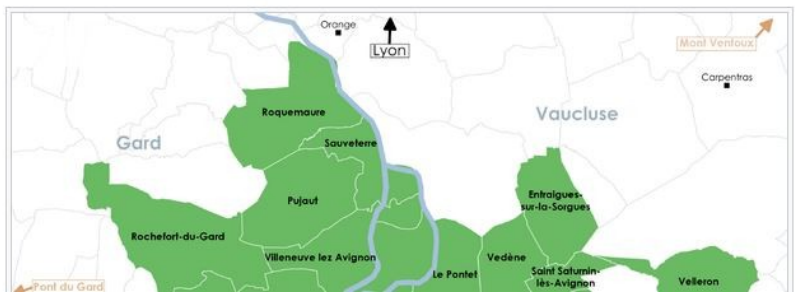 Orange
Lyon
Mont Ventoux
Carpentras
Roquemaure
Vaucluse
Gard
Sauveterre
Pujaut
Entraigues-
sur-la-Sorgues
Rochefort-du-Gard
Villeneuve lez Avignon
Vedène
Le Pontet
Saint Saturnin-
lès-Avignon
Velleron
Pont du Gard